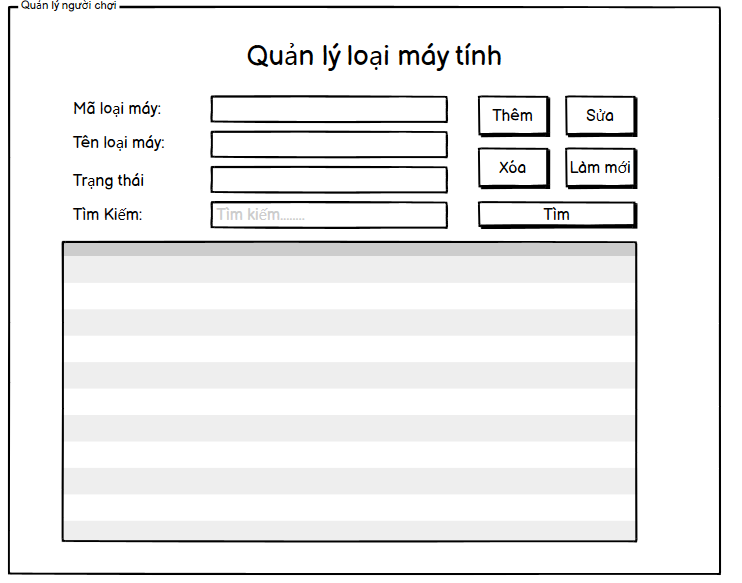 Quản lý người chợi
Quản lý loại máy tính
Mã loại máy:
Thêm
Sửa
Tên loại máy:
Xóa
Làm mới
Trạng thái
Tìm Kiếm:
Tìm kiếm........
Tìm